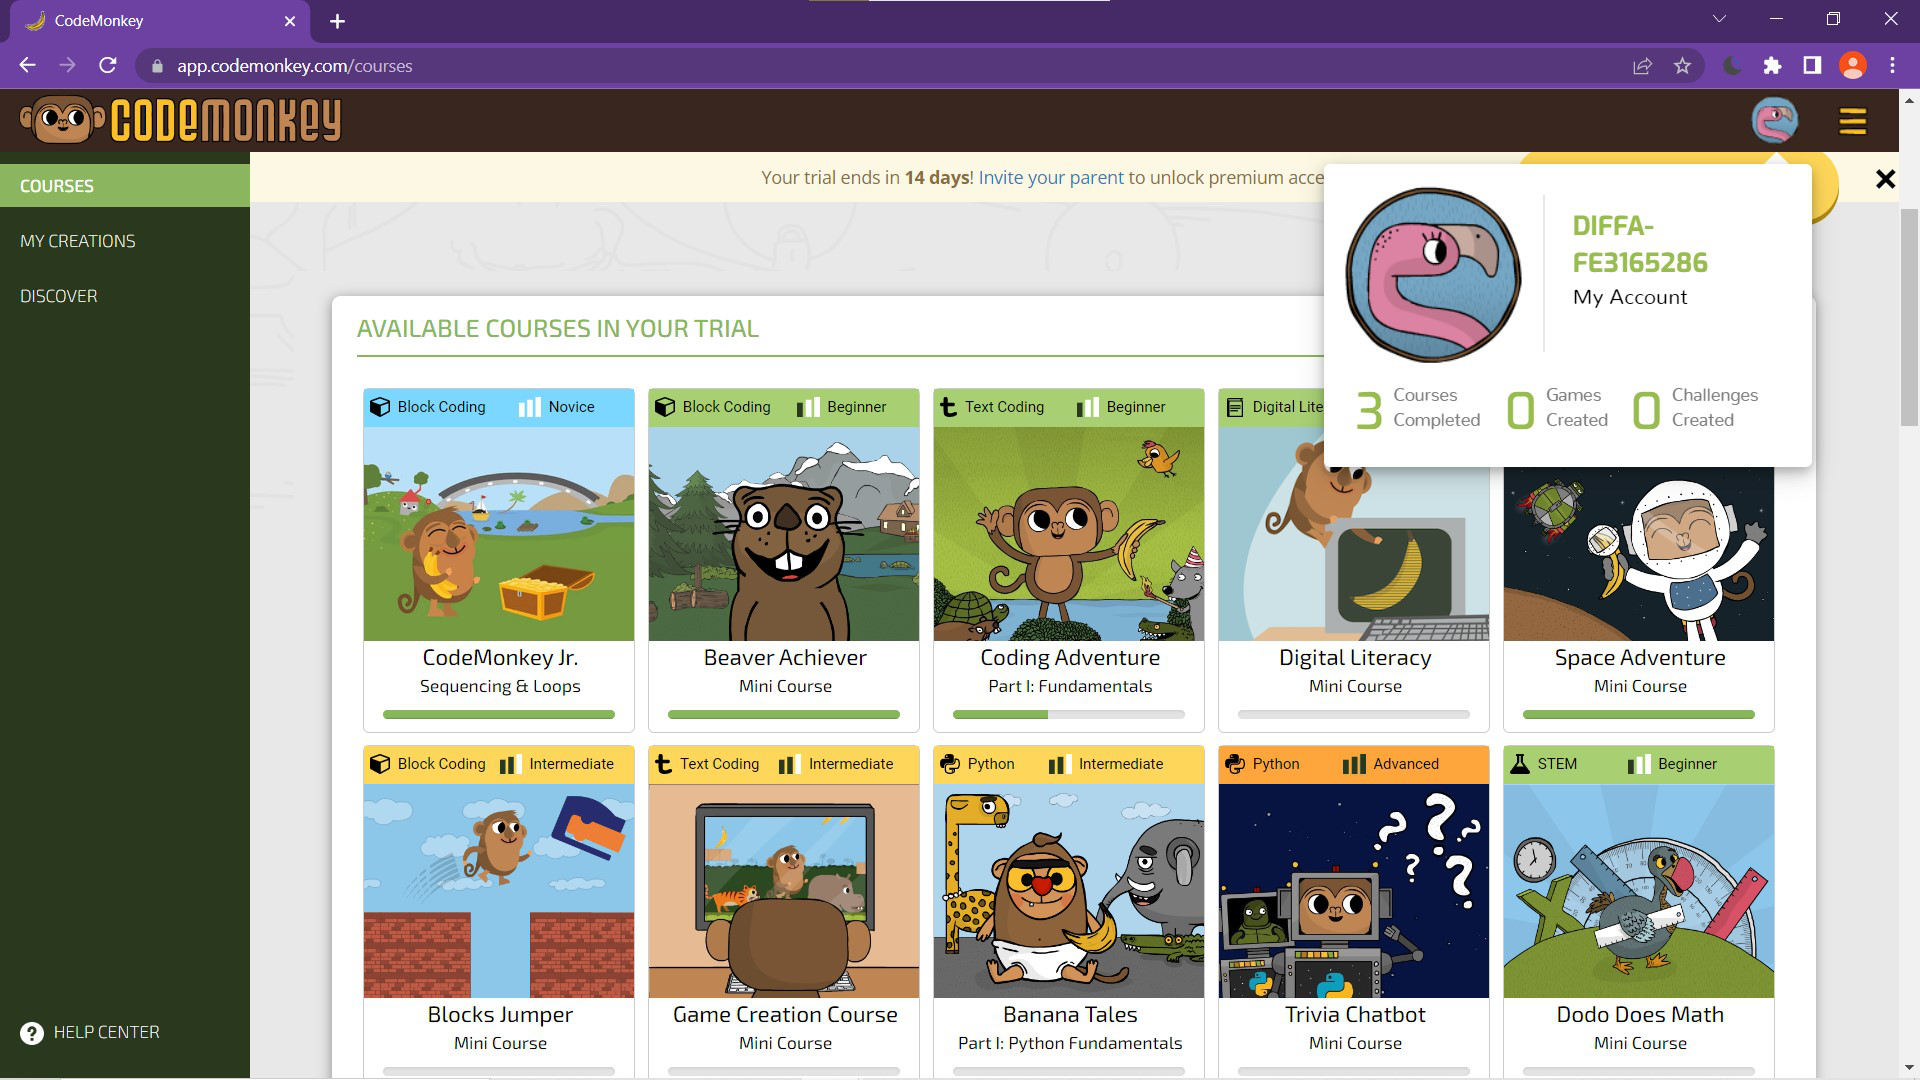 CodeMonkey
app.codemonkey.com/courses
CODEMONKEY
COURSES
MY CREATIONS
DISCOVER
HELP CENTER
Your trial ends in 14 days! Invite your parent to unlock premium acce
DIFFA-
FE3165286
My Account
3 Courses Completed
0 Games Created
0 Challenges Created
AVAILABLE COURSES IN YOUR TRIAL
Block Coding Novice
CodeMonkey Jr.
Sequencing & Loops
Block Coding Beginner
Beaver Achiever
Mini Course
Text Coding Beginner
Coding Adventure
Part I: Fundamentals
Digital Lite
Digital Literacy
Mini Course
Space Adventure
Mini Course
Block Coding Intermediate
Blocks Jumper
Mini Course
Text Coding Intermediate
Game Creation Course
Mini Course
Python Intermediate
Banana Tales
Part I: Python Fundamentals
Python Advanced
Trivia Chatbot
Mini Course
STEM Beginner
Dodo Does Math
Mini Course